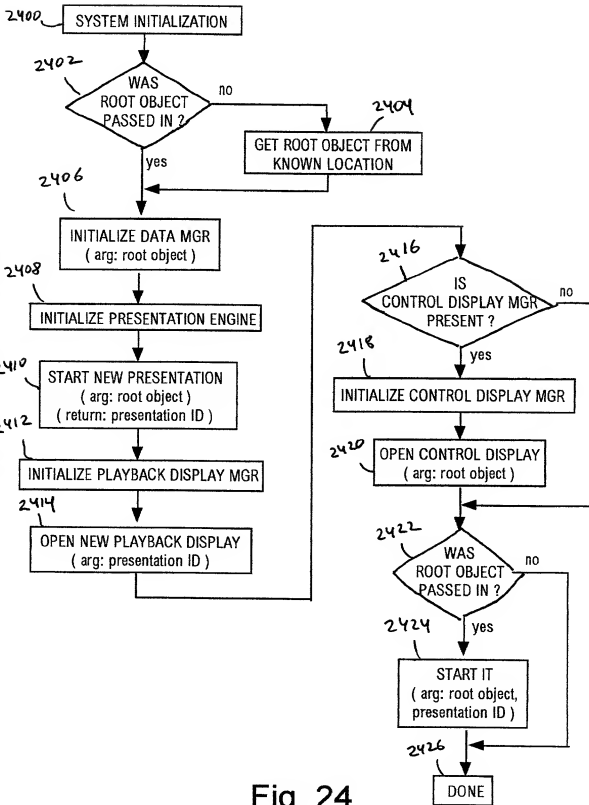 2400
SYSTEM INITIALIZATION
2402
WAS
ROOT OBJECT
PASSED IN ?
no
yes
2404
GET ROOT OBJECT FROM
KNOWN LOCATION
2406
INITIALIZE DATA MGR
( arg: root object )
2408
INITIALIZE PRESENTATION ENGINE
2410
START NEW PRESENTATION
( arg: root object )
( return: presentation ID )
2412
INITIALIZE PLAYBACK DISPLAY MGR
2414
OPEN NEW PLAYBACK DISPLAY
( arg: presentation ID )
2416
IS
CONTROL DISPLAY MGR
PRESENT ?
no
yes
2418
INITIALIZE CONTROL DISPLAY MGR
2420
OPEN CONTROL DISPLAY
( arg: root object )
2422
WAS
ROOT OBJECT
PASSED IN ?
no
yes
2424
START IT
( arg: root object,
presentation ID )
2426
DONE
Fig. 24